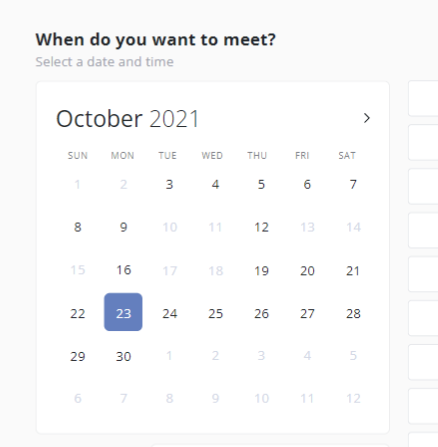 When do you want to meet?
Select a date and time
October 2021
SUN MON TUE WED THU FRI SAT
1 2 3 4 5 6 7
8 9 10 11 12 13 14
15 16 17 18 19 20 21
22 23 24 25 26 27 28
29 30 1 2 3 4 5
6 7 8 9 10 11 12